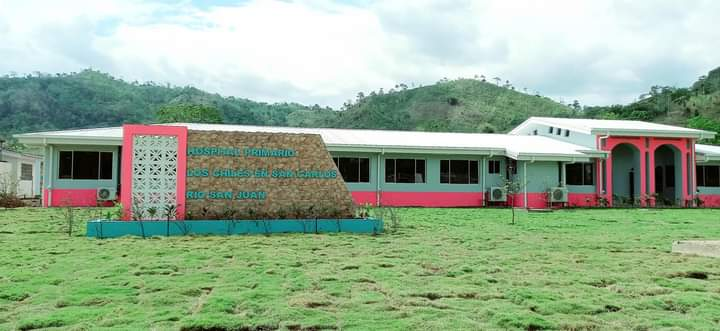 HOSPITAL PRIMARIO
LOS CHILES EN SAN CARLOS
RIO SAN JUAN